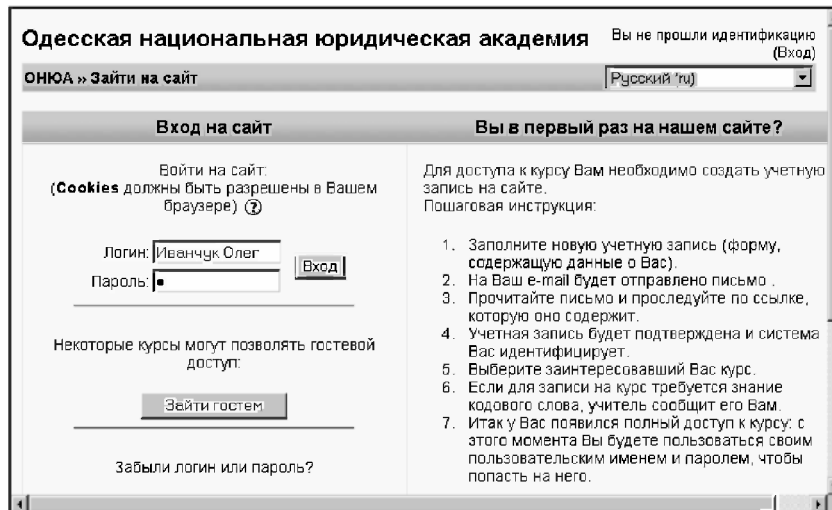 Одесская национальная юридическая академия
Вы не прошли идентификацию
(Вход)
ОНЮА » Зайти на сайт
Русский 'ru)
Вход на сайт
Войти на сайт:
(Cookies должны быть разрешены в Вашем
браузере) (?)
Логин: Иванчук Олег
Пароль: •
Вход
Некоторые курсы могут позволять гостевой
доступ:
Зайти гостем
Забыли логин или пароль?
Вы в первый раз на нашем сайте?
Для доступа к курсу Вам необходимо создать учетную
запись на сайте.
Пошаговая инструкция:
1. Заполните новую учетную запись (форму,
содержащую данные о Вас).
2. На Ваш e-mail будет отправлено письмо .
3. Прочитайте письмо и проследуйте по ссылке,
которую оно содержит.
4. Учетная запись будет подтверждена и система
Вас идентифицирует.
5. Выберите заинтересовавший Вас курс.
6. Если для записи на курс требуется знание
кодового слова, учитель сообщит его Вам.
7. Итак у Вас появился полный доступ к курсу: с
этого момента Вы будете пользоваться своим
пользовательским именем и паролем, чтобы
попасть на него.